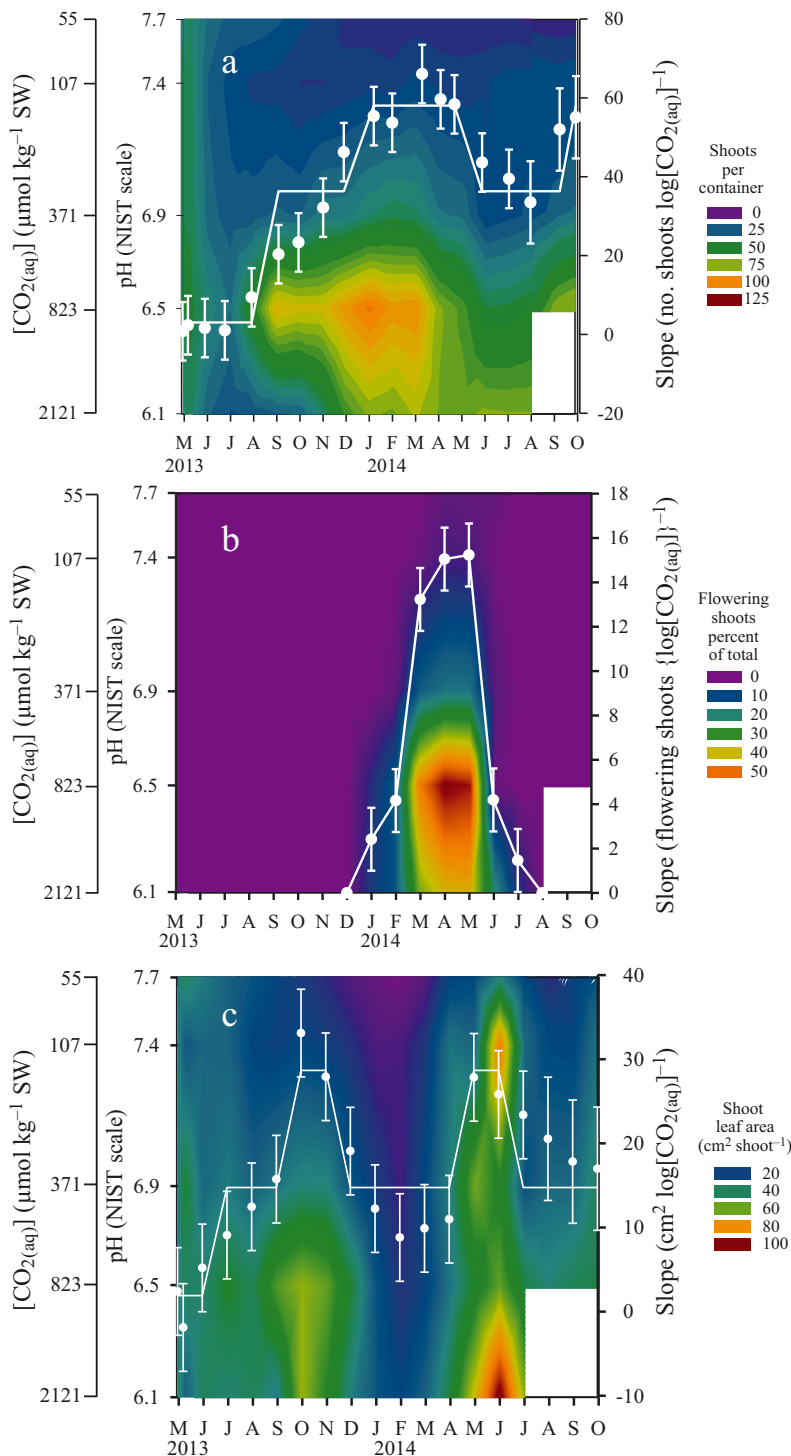 a
[CO2(aq)] (µmol kg–1 SW)
55
107
371
823
2121
pH (NIST scale)
7.7
7.4
6.9
6.5
6.1
Slope (no. shoots log[CO2(aq)]–1
80
60
40
20
0
-20
M J J A S O N D J F M A M J J A S O
2013 2014
Shoots
per
container
0
25
50
75
100
125
b
[CO2(aq)] (µmol kg–1 SW)
55
107
371
823
2121
pH (NIST scale)
7.7
7.4
6.9
6.5
6.1
Slope (flowering shoots {log[CO2(aq)]}–1
18
16
14
12
10
8
6
4
2
0
M J J A S O N D J F M A M J J A S O
2013 2014
Flowering
shoots
percent
of total
0
10
20
30
40
50
c
[CO2(aq)] (µmol kg–1 SW)
55
107
371
823
2121
pH (NIST scale)
7.7
7.4
6.9
6.5
6.1
Slope (cm2 log[CO2(aq)]–1
40
30
20
10
0
-10
M J J A S O N D J F M A M J J A S O
2013 2014
Shoot
leaf area
(cm2 shoot–1)
20
40
60
80
100